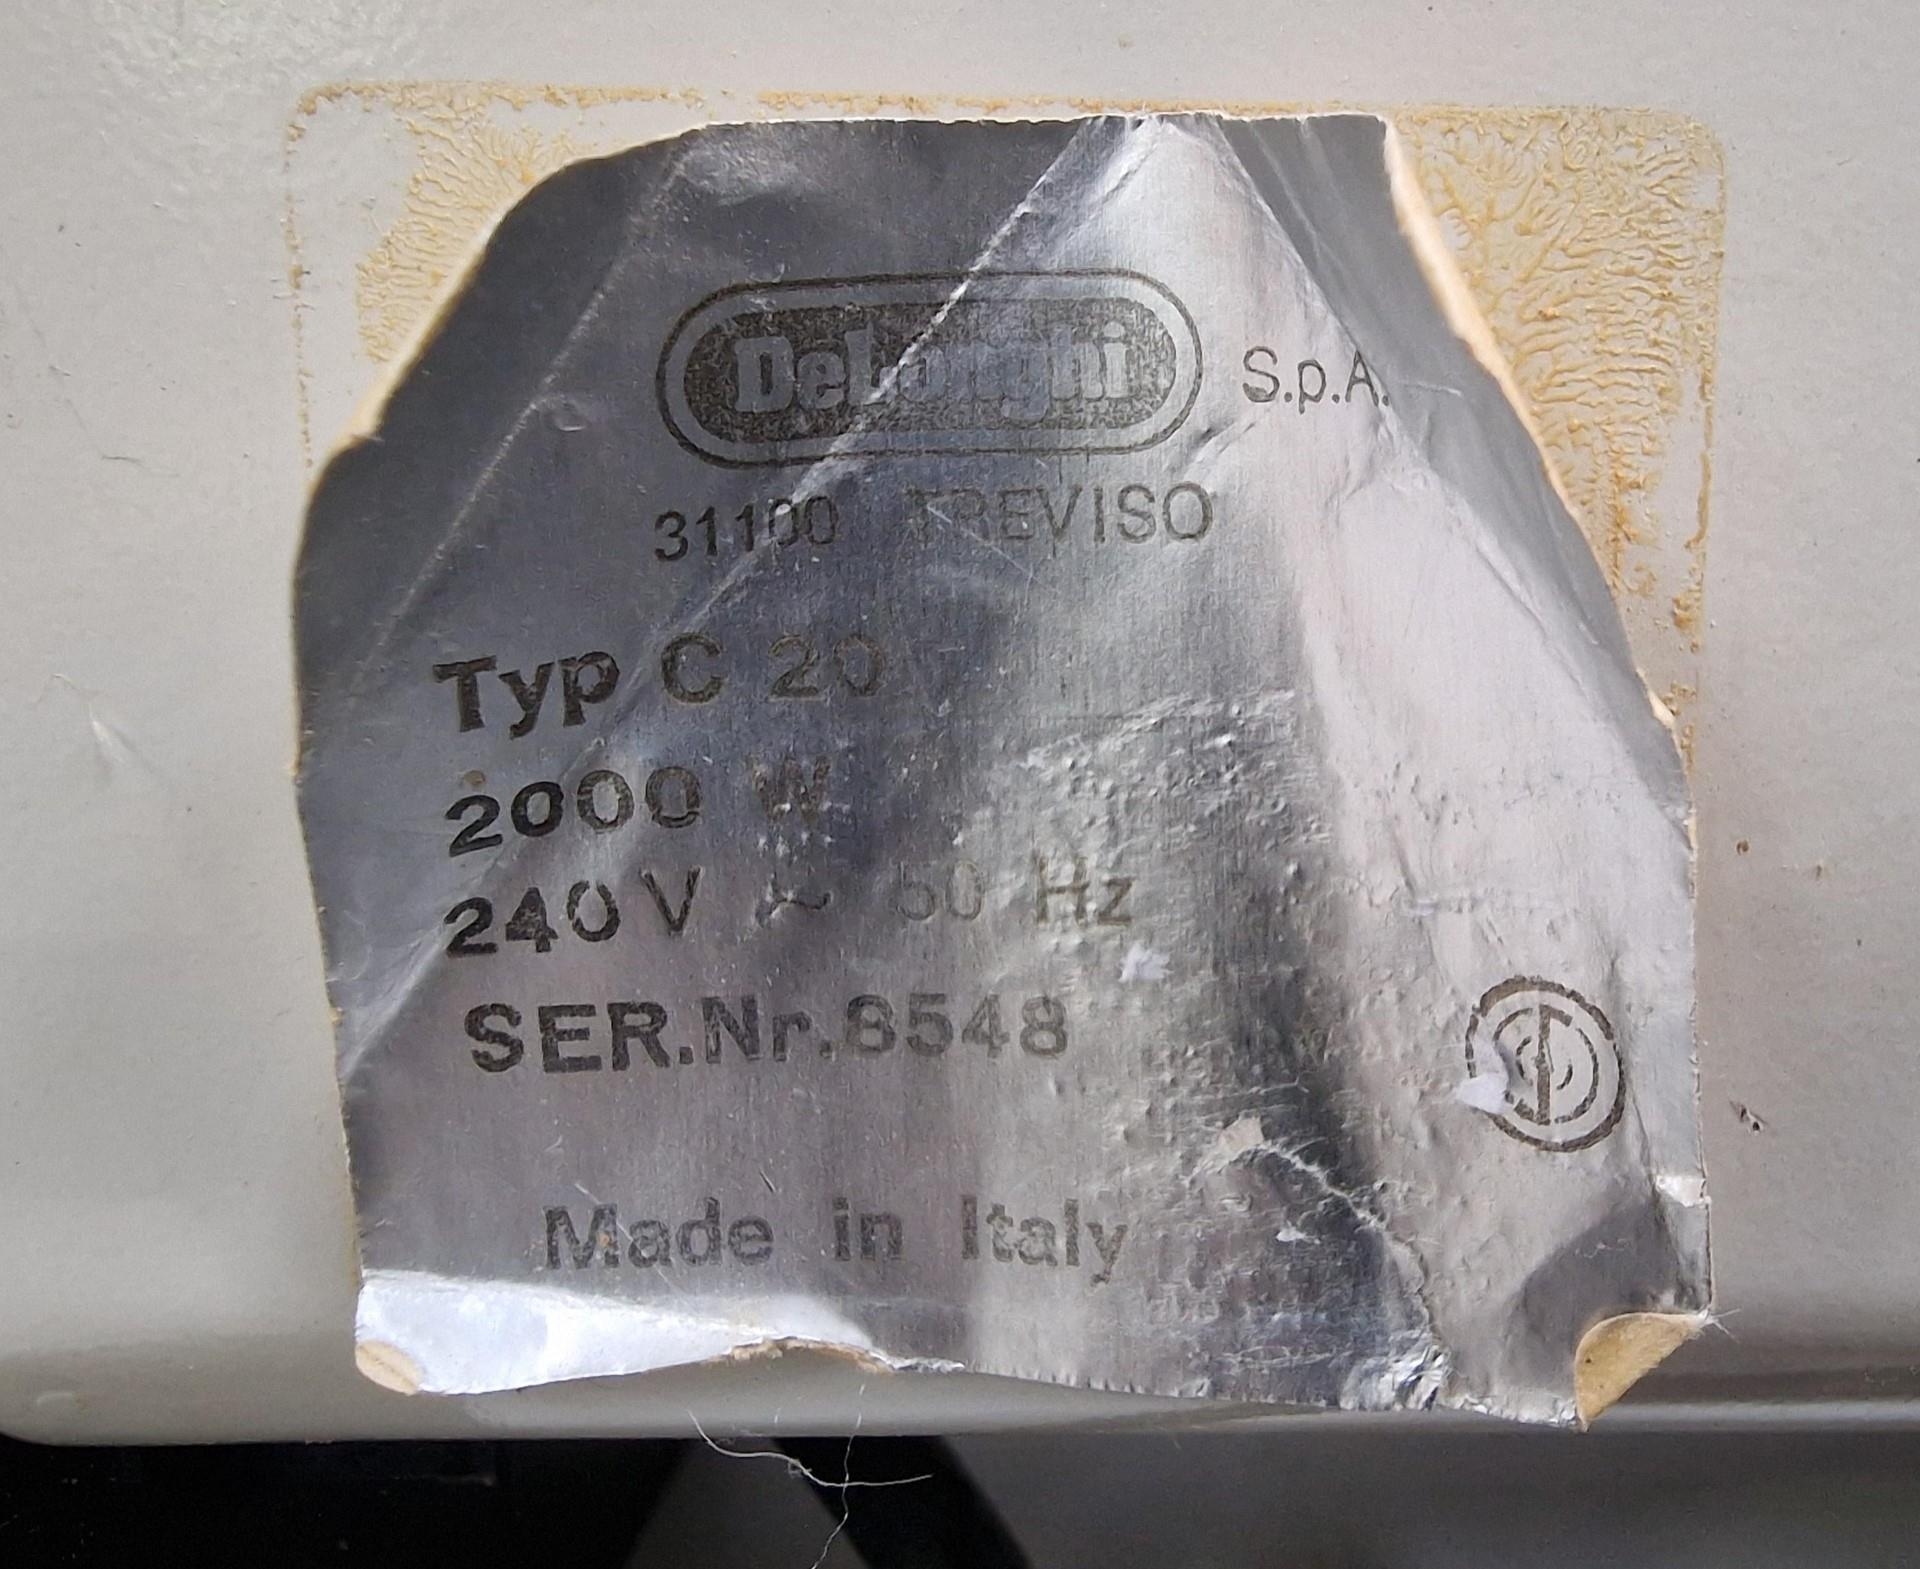 DeLonghi S.p.A.
31100 TREVISO
Typ C 20
2000 W
240 V ~ 50 Hz
SER.Nr.8548
Made in Italy